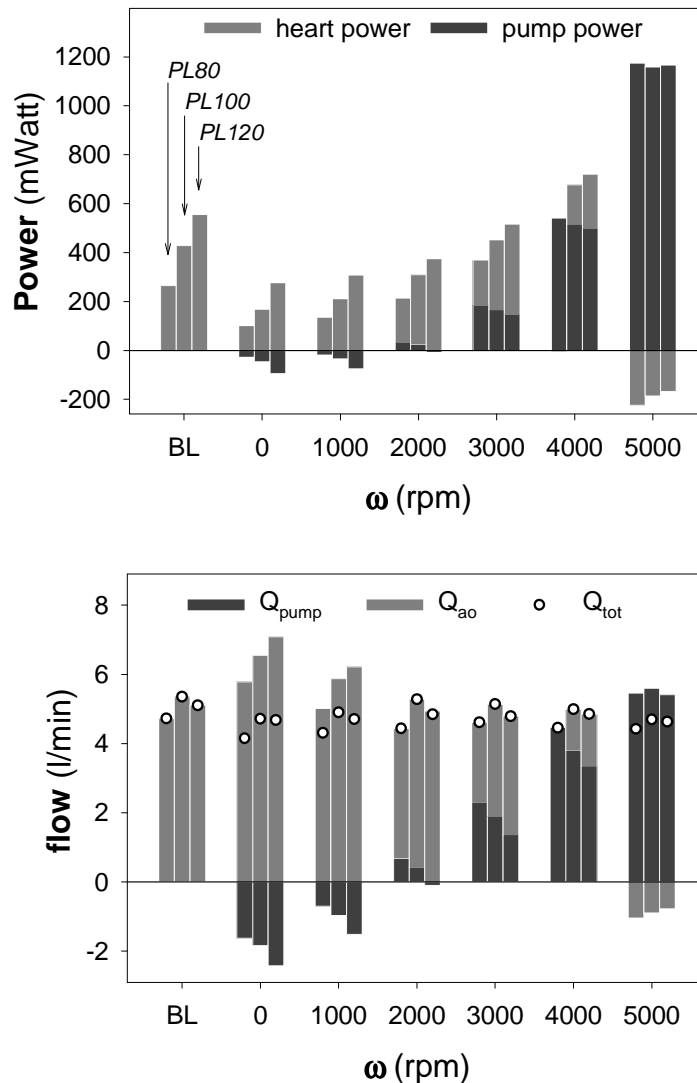 heart power pump power
1200
1000
800
600
400
200
0
-200
Power (mWatt)
PL80
PL100
PL120
BL 0 1000 2000 3000 4000 5000
ω (rpm)
Qpump Qao Qtot
8
6
4
2
0
-2
flow (l/min)
BL 0 1000 2000 3000 4000 5000
ω (rpm)